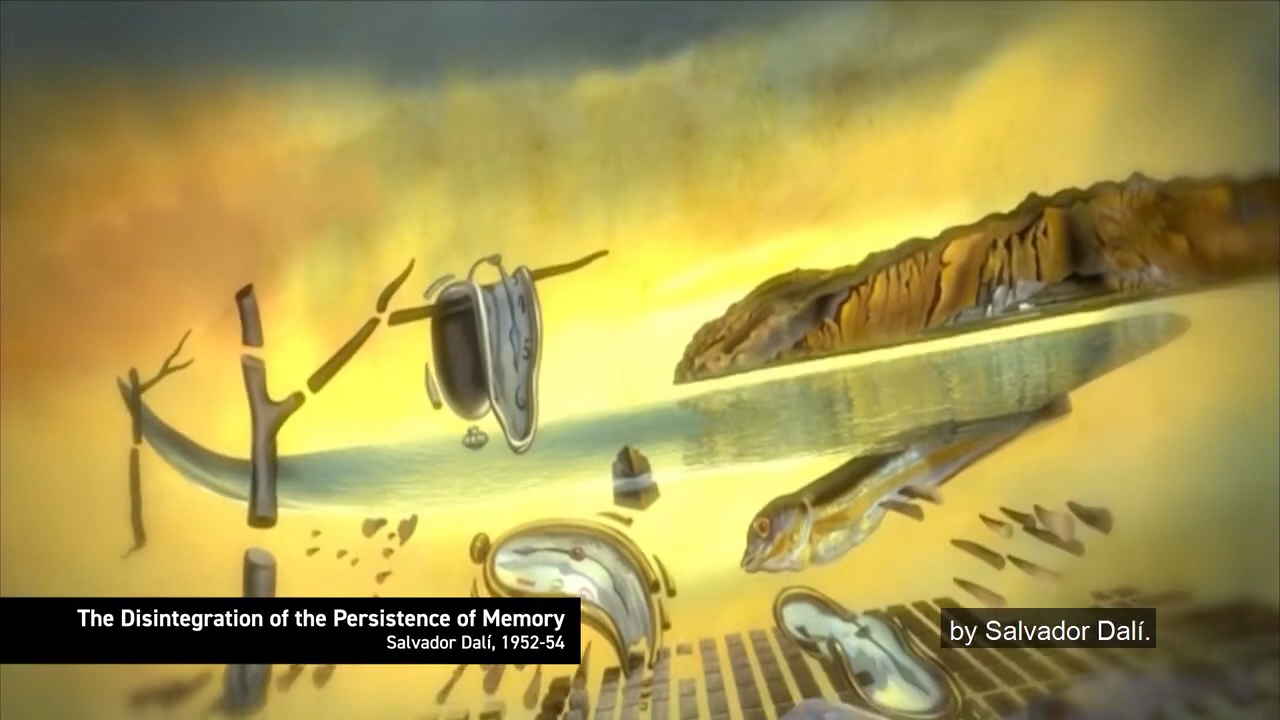 The Disintegration of the Persistence of Memory
Salvador Dalí, 1952-54
by Salvador Dalí.